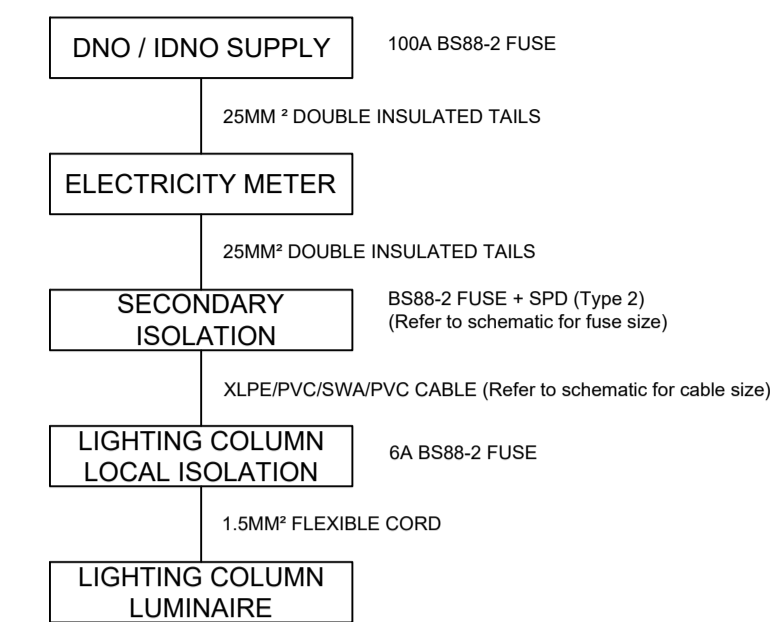 DNO / IDNO SUPPLY
100A BS88-2 FUSE
25MM ² DOUBLE INSULATED TAILS
ELECTRICITY METER
25MM² DOUBLE INSULATED TAILS
SECONDARY
ISOLATION
BS88-2 FUSE + SPD (Type 2)
(Refer to schematic for fuse size)
XLPE/PVC/SWA/PVC CABLE (Refer to schematic for cable size)
LIGHTING COLUMN
LOCAL ISOLATION
6A BS88-2 FUSE
1.5MM² FLEXIBLE CORD
LIGHTING COLUMN
LUMINAIRE